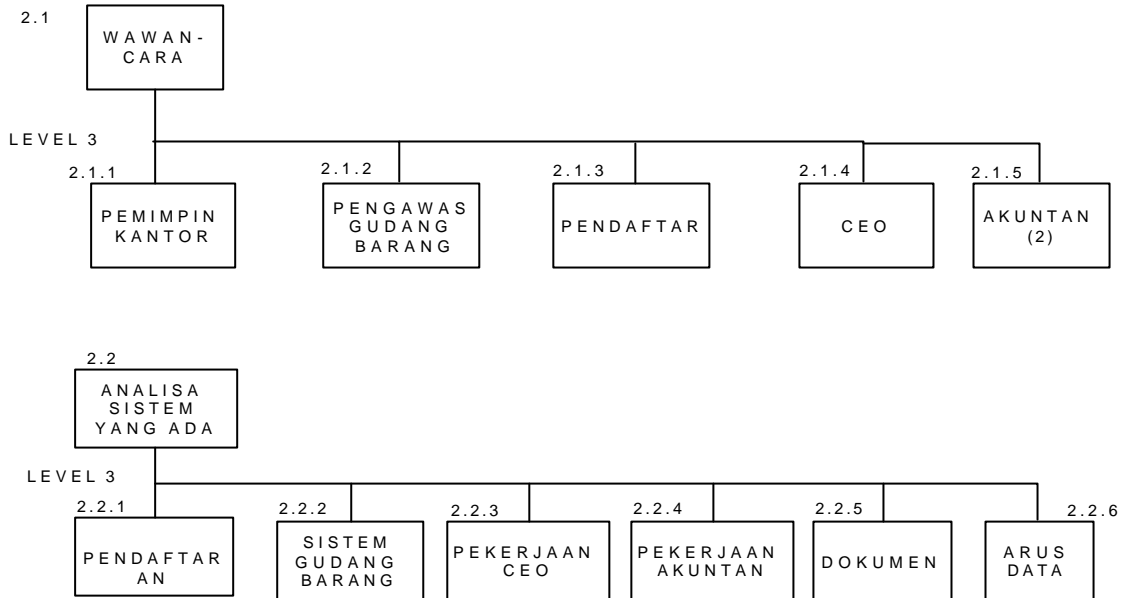 2.1
WAWAN-
CARA
LEVEL 3
2.1.1
PEMIMPIN
KANTOR
2.1.2
PENGAWAS
GUDANG
BARANG
2.1.3
PENDAFTAR
2.1.4
CEO
2.1.5
AKUNTAN
(2)
2.2
ANALISA
SISTEM
YANG ADA
LEVEL 3
2.2.1
PENDAFTAR
AN
2.2.2
SISTEM
GUDANG
BARANG
2.2.3
PEKERJAAN
CEO
2.2.4
PEKERJAAN
AKUNTAN
2.2.5
DOKUMEN
2.2.6
ARUS
DATA